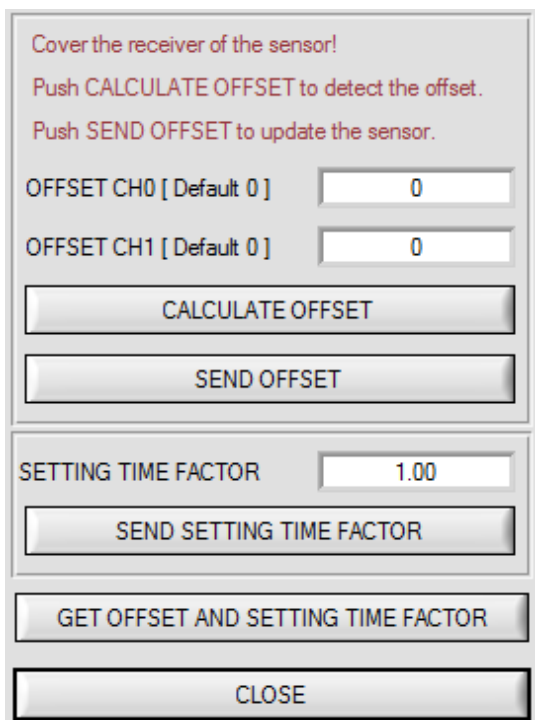 Cover the receiver of the sensor!
Push CALCULATE OFFSET to detect the offset.
Push SEND OFFSET to update the sensor.
OFFSET CH0 [ Default 0 ] 0
OFFSET CH1 [ Default 0 ] 0
CALCULATE OFFSET
SEND OFFSET
SETTING TIME FACTOR 1.00
SEND SETTING TIME FACTOR
GET OFFSET AND SETTING TIME FACTOR
CLOSE